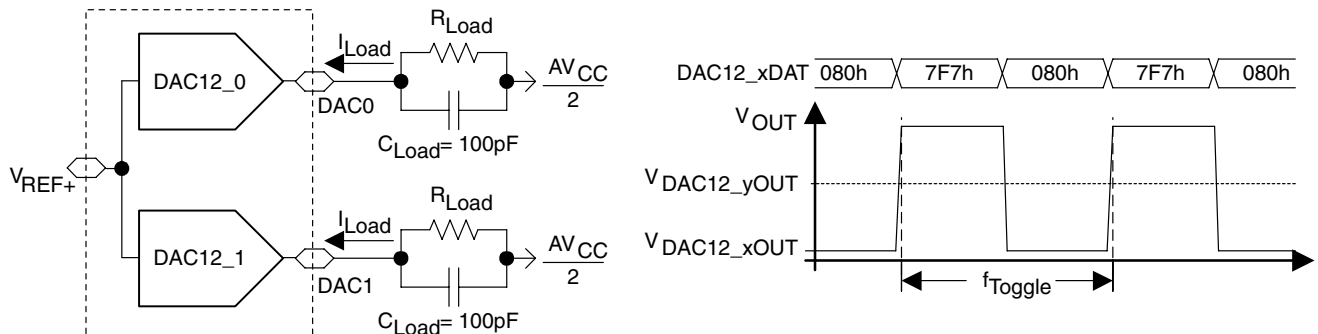 R Load
I Load
DAC12_0
DAC0
AV CC
2
C Load = 100pF
V REF+
R Load
I Load
DAC12_1
DAC1
AV CC
2
C Load = 100pF
DAC12_xDAT 080h 7F7h 080h 7F7h 080h
V OUT
V DAC12_yOUT
V DAC12_xOUT
f Toggle